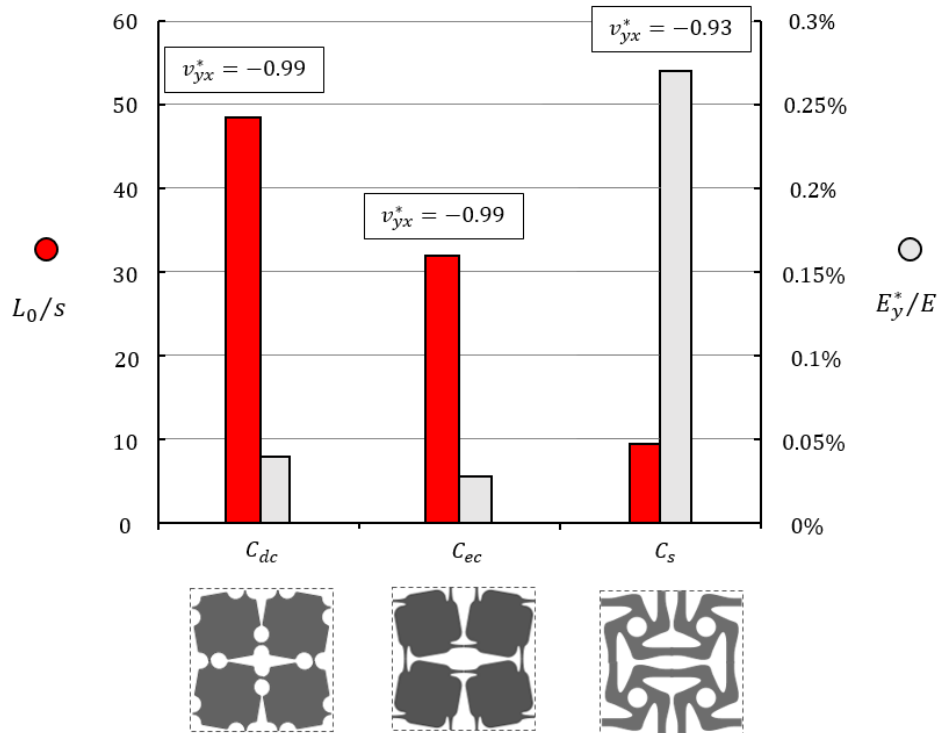 60 0.3%
v*yx = −0.93
v*yx = −0.99
50 0.25%
40 0.2%
v*yx = −0.99
30 0.15%
L0/s E*y/E
20 0.1%
10 0.05%
0 0%
Cdc Cec Cs